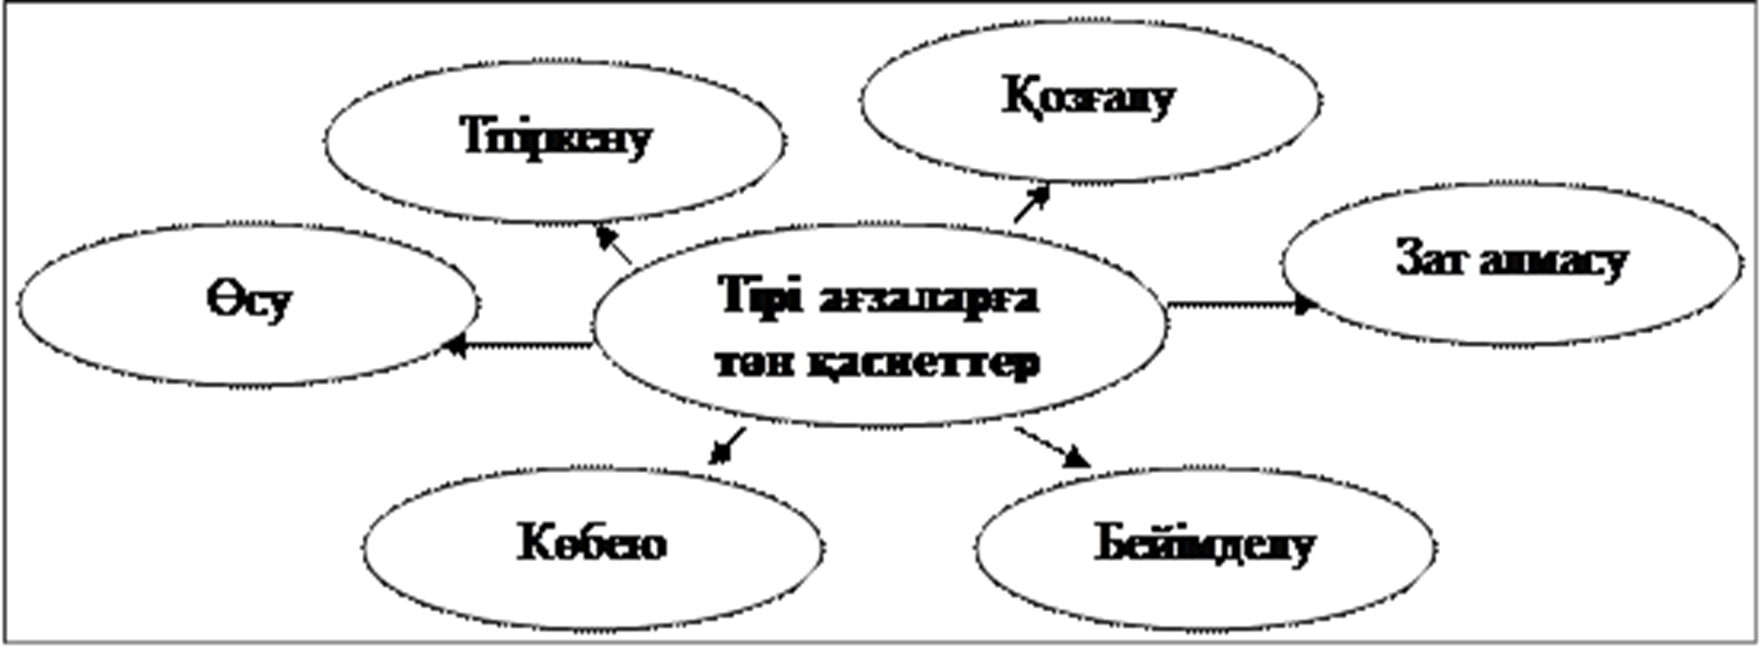 Қозғалу
Тітіркену
Зат алмасу
Өсу
Тірі ағзаларға
тән қасиеттер
Көбею
Бейімделу